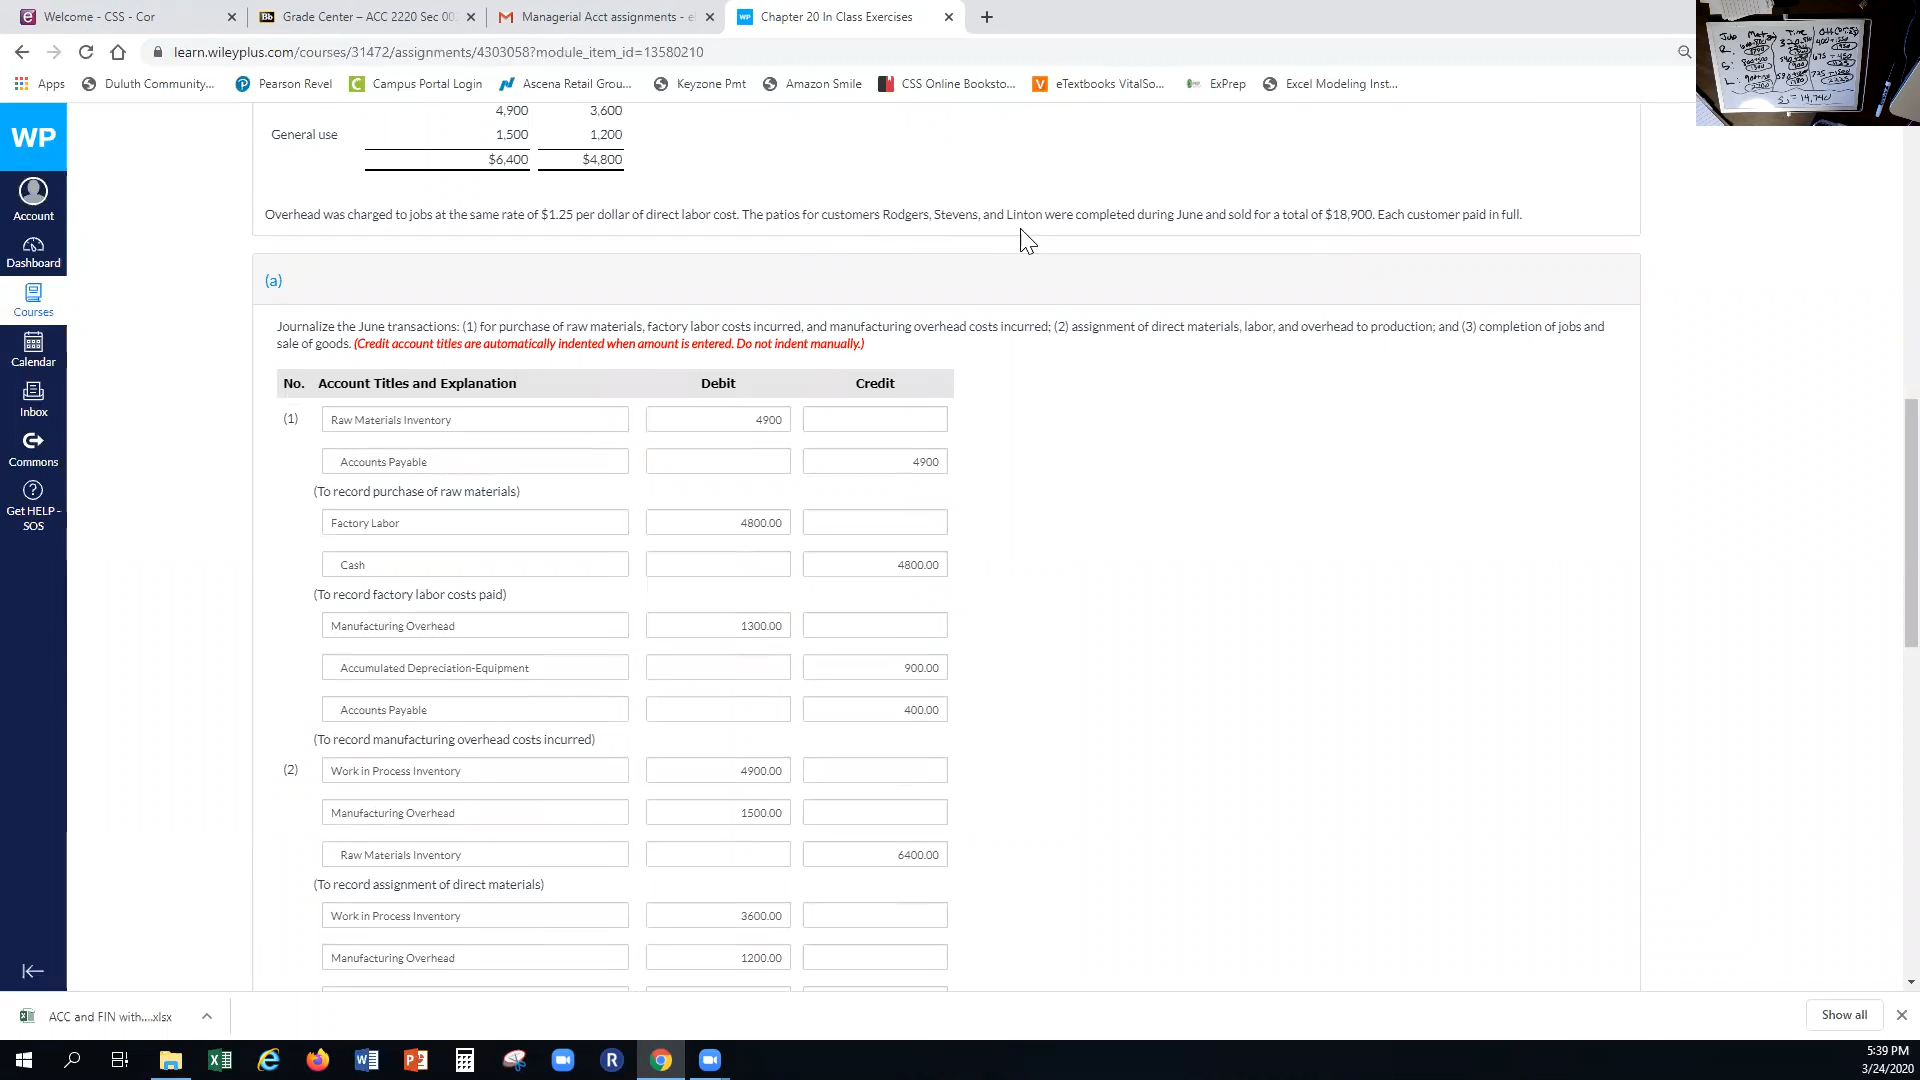 Welcome - CSS - Cor
Grade Center – ACC 2220 Sec 00
Managerial Acct assignments - e
Chapter 20 In Class Exercises
learn.wileyplus.com/courses/31472/assignments/4303058?module_item_id=13580210
Apps
Duluth Community...
Pearson Revel
Campus Portal Login
Ascena Retail Grou...
Keyzone Pmt
Amazon Smile
CSS Online Booksto...
eTextbooks VitalSo...
ExPrep
Excel Modeling Inst...
WP
Account
Dashboard
Courses
Calendar
Inbox
Commons
Get HELP -
SOS
4,900 3,600
General use 1,500 1,200
$6,400 $4,800
Overhead was charged to jobs at the same rate of $1.25 per dollar of direct labor cost. The patios for customers Rodgers, Stevens, and Linton were completed during June and sold for a total of $18,900. Each customer paid in full.
(a)
Journalize the June transactions: (1) for purchase of raw materials, factory labor costs incurred, and manufacturing overhead costs incurred; (2) assignment of direct materials, labor, and overhead to production; and (3) completion of jobs and
sale of goods. (Credit account titles are automatically indented when amount is entered. Do not indent manually.)
No. Account Titles and Explanation Debit Credit
(1) Raw Materials Inventory 4900
Accounts Payable 4900
(To record purchase of raw materials)
Factory Labor 4800.00
Cash 4800.00
(To record factory labor costs paid)
Manufacturing Overhead 1300.00
Accumulated Depreciation-Equipment 900.00
Accounts Payable 400.00
(To record manufacturing overhead costs incurred)
(2) Work in Process Inventory 4900.00
Manufacturing Overhead 1500.00
Raw Materials Inventory 6400.00
(To record assignment of direct materials)
Work in Process Inventory 3600.00
Manufacturing Overhead 1200.00
ACC and FIN with....xlsx
Show all
5:39 PM
3/24/2020